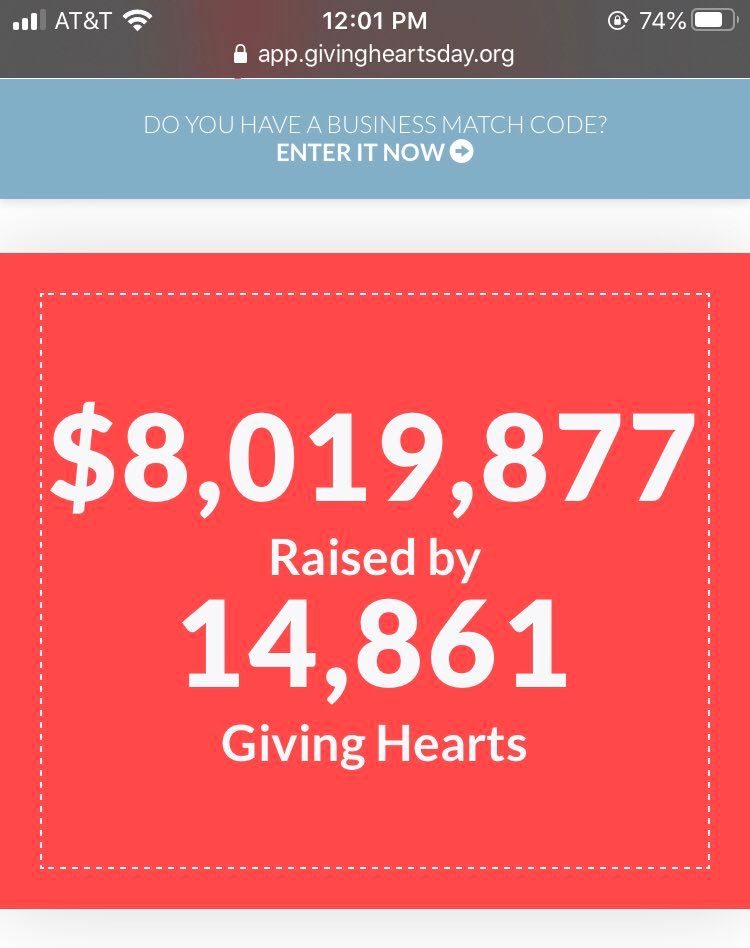 AT&T 12:01 PM 74%
app.givingheartsday.org
DO YOU HAVE A BUSINESS MATCH CODE?
ENTER IT NOW
$8,019,877
Raised by
14,861
Giving Hearts